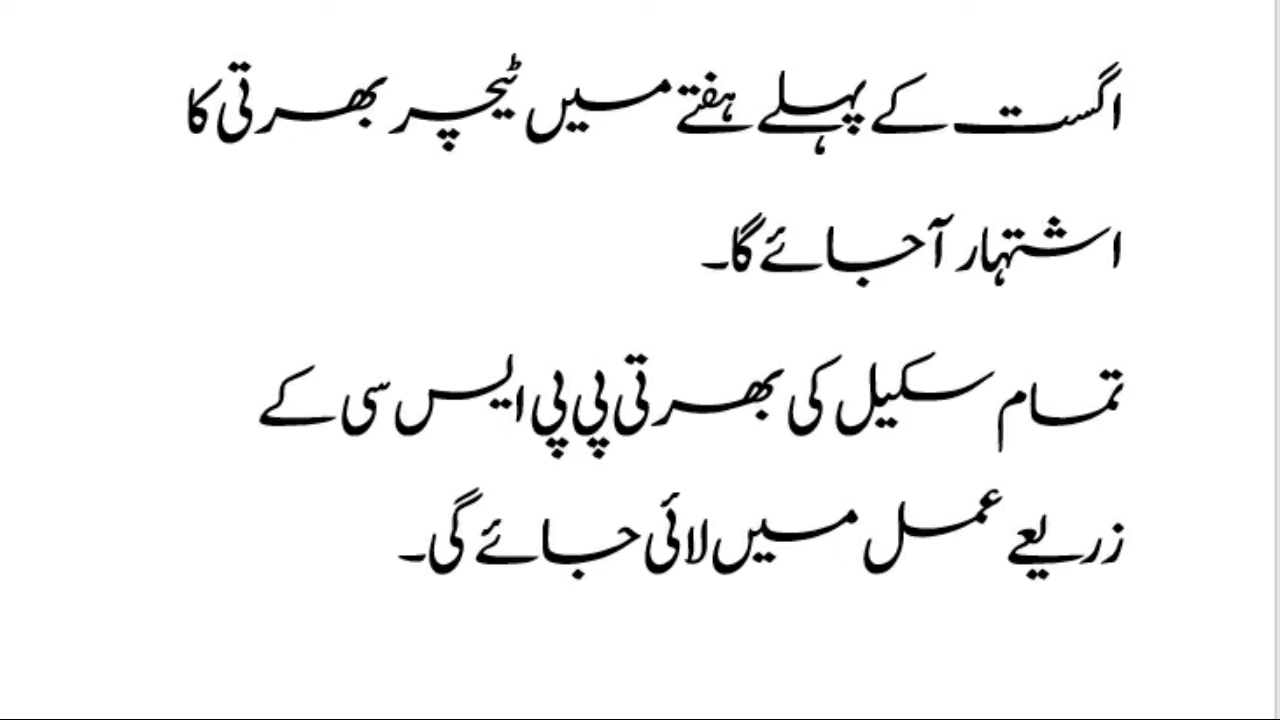 اگست کے پہلے ہفتے میں ٹیچر بھرتی کا
اشتہار آجائے گا۔
تمام سکیل کی بھرتی پی پی ایس سی کے
زریعے عمل میں لائی جائے گی۔